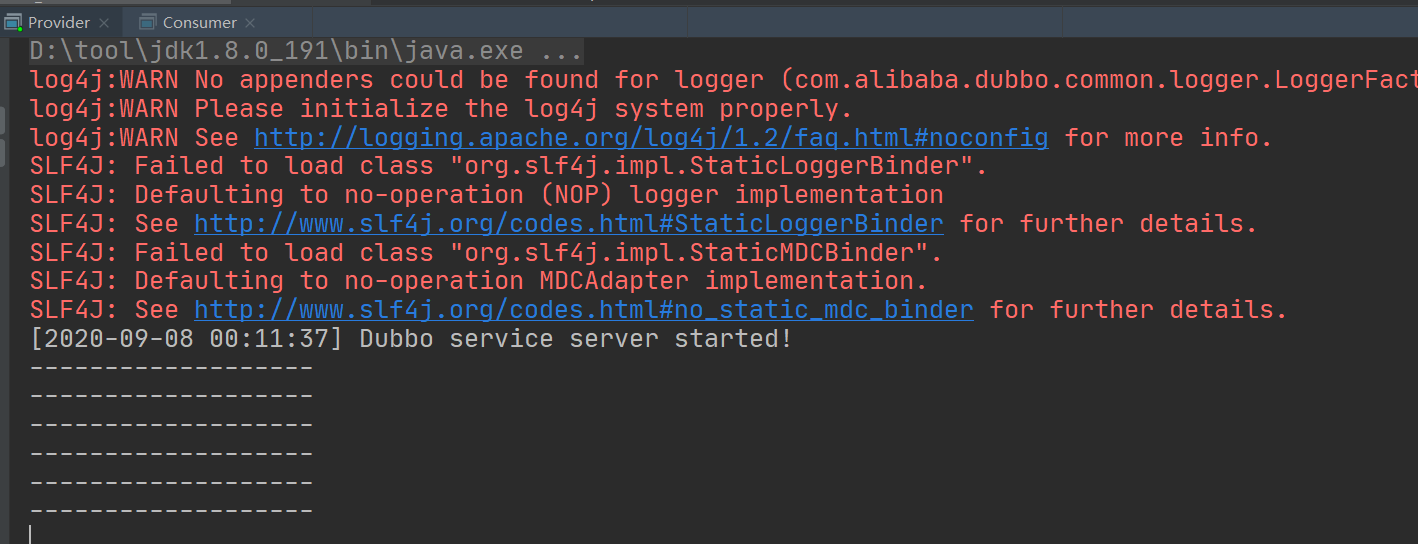 Provider
Consumer
D:\tool\jdk1.8.0_191\bin\java.exe ...
log4j:WARN No appenders could be found for logger (com.alibaba.dubbo.common.logger.LoggerFact
log4j:WARN Please initialize the log4j system properly.
log4j:WARN See http://logging.apache.org/log4j/1.2/faq.html#noconfig for more info.
SLF4J: Failed to load class "org.slf4j.impl.StaticLoggerBinder".
SLF4J: Defaulting to no-operation (NOP) logger implementation
SLF4J: See http://www.slf4j.org/codes.html#StaticLoggerBinder for further details.
SLF4J: Failed to load class "org.slf4j.impl.StaticMDCBinder".
SLF4J: Defaulting to no-operation MDCAdapter implementation.
SLF4J: See http://www.slf4j.org/codes.html#no_static_mdc_binder for further details.
[2020-09-08 00:11:37] Dubbo service server started!
-------------------
-------------------
-------------------
-------------------
-------------------
-------------------